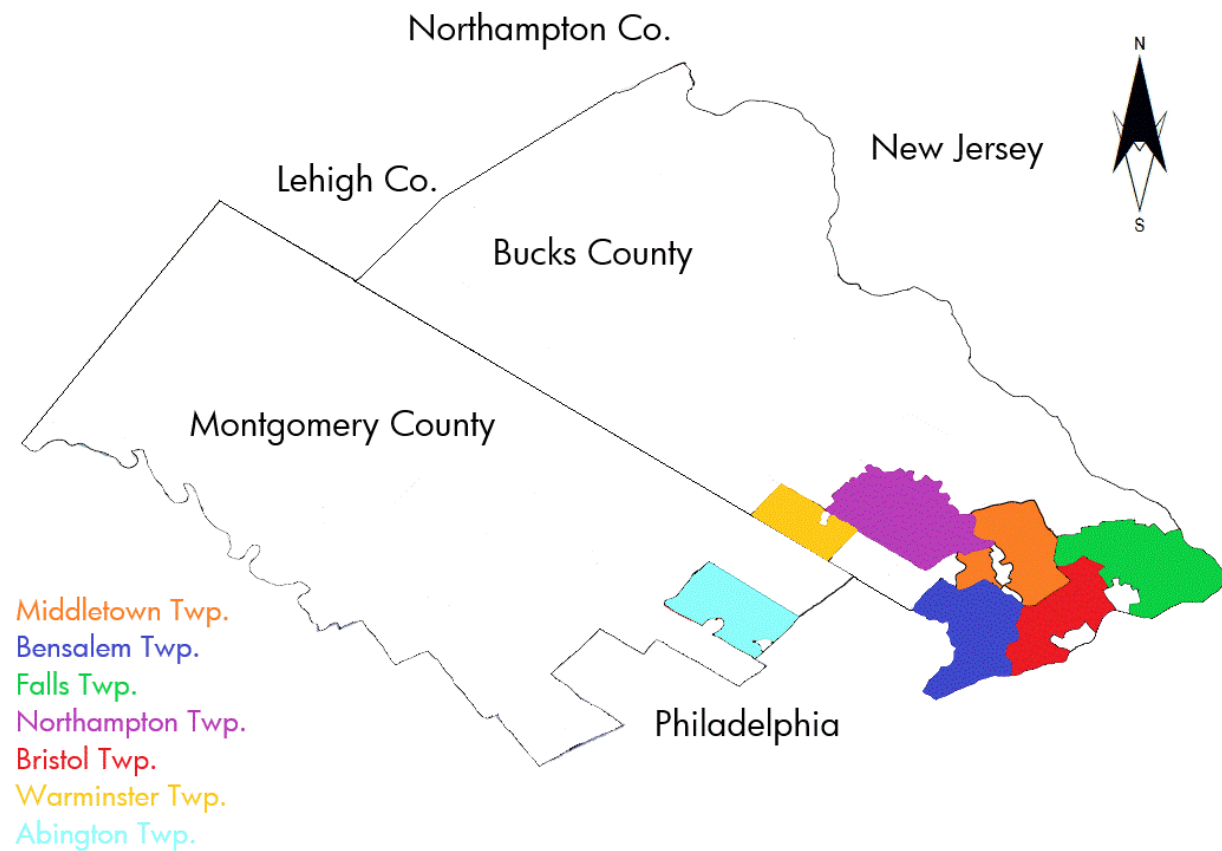 Northampton Co.
N
New Jersey
Lehigh Co.
S
Bucks County
Montgomery County
Middletown Twp.
Bensalem Twp.
Falls Twp.
Northampton Twp.
Philadelphia
Bristol Twp.
Warminster Twp.
Abington Twp.